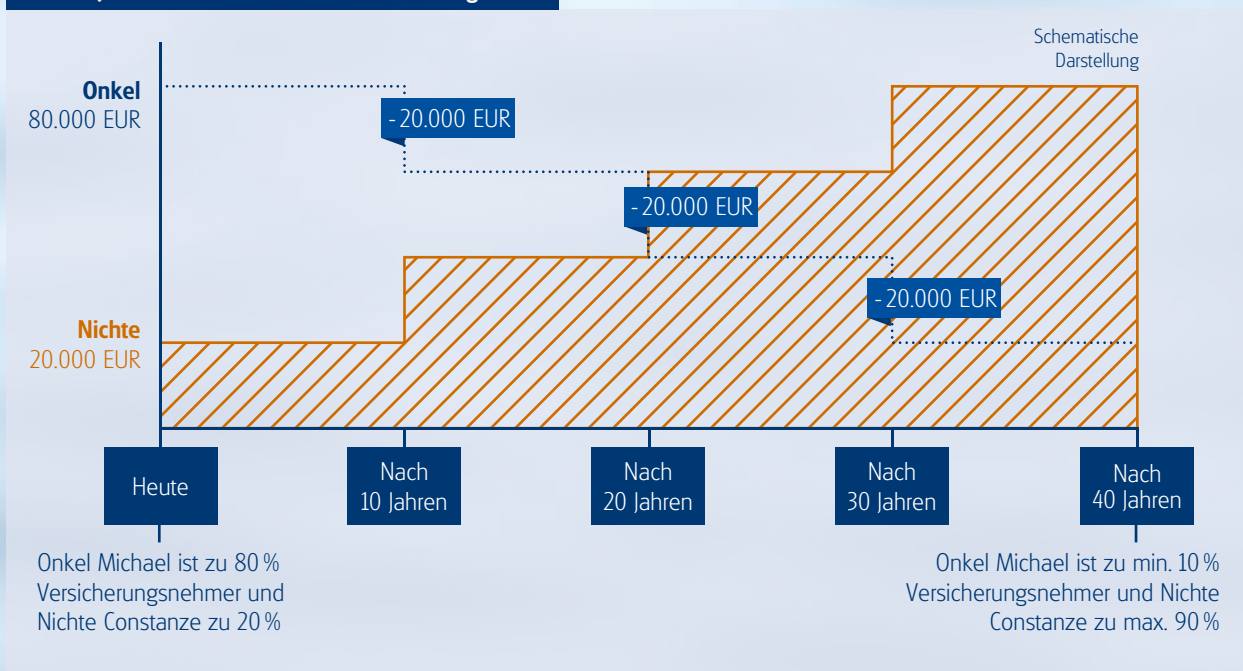 Schematische
Darstellung
Onkel
80.000 EUR
- 20.000 EUR
- 20.000 EUR
- 20.000 EUR
Nichte
20.000 EUR
Heute
Nach
10 Jahren
Nach
20 Jahren
Nach
30 Jahren
Nach
40 Jahren
Onkel Michael ist zu 80 %
Versicherungsnehmer und
Nichte Constanze zu 20 %
Onkel Michael ist zu min. 10 %
Versicherungsnehmer und Nichte
Constanze zu max. 90 %